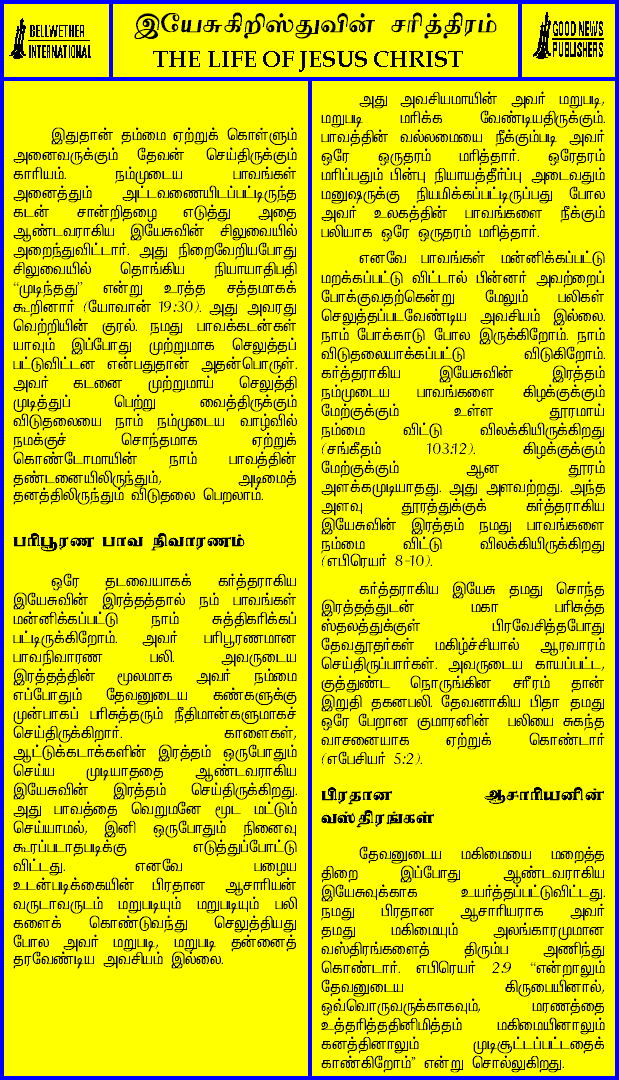 BELLWETHER
INTERNATIONAL
இயேசுகிறிஸ்துவின் சரித்திரம்
THE LIFE OF JESUS CHRIST
GOOD NEWS
PUBLISHERS
இதுதான் தம்மை ஏற்றுக் கொள்ளும்
அனைவருக்கும் தேவன் செய்திருக்கும்
காரியம். நம்முடைய பாவங்கள்
அனைத்தும் அட்டவணையிடப்பட்டிருந்த
கடன் சான்றிதழை எடுத்து அதை
ஆண்டவராகிய இயேசுவின் சிலுவையில்
அறைந்துவிட்டார். அது நிறைவேறியபோது
சிலுவையில் தொங்கிய நியாயாதிபதி
“முடிந்தது” என்று உரத்த சத்தமாகக்
கூறினார் (யோவான் 19:30). அது அவரது
வெற்றியின் குரல். நமது பாவக்கடன்கள்
யாவும் இப்போது முற்றுமாக செலுத்தப்
பட்டுவிட்டன என்பதுதான் அதன்பொருள்.
அவர் கடனை முற்றுமாய் செலுத்தி
முடித்துப் பெற்று வைத்திருக்கும்
விடுதலையை நாம் நம்முடைய வாழ்வில்
நமக்குச் சொந்தமாக ஏற்றுக்
கொண்டோமாயின் நாம் பாவத்தின்
தண்டனையிலிருந்தும், அடிமைத்
தனத்திலிருந்தும் விடுதலை பெறலாம்.
பரிபூரண பாவ நிவாரணம்
ஒரே தடவையாகக் கர்த்தராகிய
இயேசுவின் இரத்தத்தால் நம் பாவங்கள்
மன்னிக்கப்பட்டு நாம் சுத்திகரிக்கப்
பட்டிருக்கிறோம். அவர் பரிபூரணமான
பாவநிவாரண பலி. அவருடைய
இரத்தத்தின் மூலமாக அவர் நம்மை
எப்போதும் தேவனுடைய கண்களுக்கு
முன்பாகப் பரிசுத்தரும் நீதிமான்களுமாகச்
செய்திருக்கிறார். காளைகள்,
ஆட்டுக்கடாக்களின் இரத்தம் ஒருபோதும்
செய்ய முடியாததை ஆண்டவராகிய
இயேசுவின் இரத்தம் செய்திருக்கிறது.
அது பாவத்தை வெறுமனே மூட மட்டும்
செய்யாமல், இனி ஒருபோதும் நினைவு
கூரப்படாதபடிக்கு எடுத்துப்போட்டு
விட்டது. எனவே பழைய
உடன்படிக்கையின் பிரதான ஆசாரியன்
வருடாவருடம் மறுபடியும் மறுபடியும் பலி
களைக் கொண்டுவந்து செலுத்தியது
போல அவர் மறுபடி, மறுபடி தன்னைத்
தரவேண்டிய அவசியம் இல்லை.
அது அவசியமாயின் அவர் மறுபடி,
மறுபடி மரிக்க வேண்டியதிருக்கும்.
பாவத்தின் வல்லமையை நீக்கும்படி அவர்
ஒரே ஒருதரம் மரித்தார். ஒரேதரம்
மரிப்பதும் பின்பு நியாயத்தீர்ப்பு அடைவதும்
மனுஷருக்கு நியமிக்கப்பட்டிருப்பது போல
அவர் உலகத்தின் பாவங்களை நீக்கும்
பலியாக ஒரே ஒருதரம் மரித்தார்.
எனவே பாவங்கள் மன்னிக்கப்பட்டு
மறக்கப்பட்டு விட்டால் பின்னர் அவற்றைப்
போக்குவதற்கென்று மேலும் பலிகள்
செலுத்தப்படவேண்டிய அவசியம் இல்லை.
நாம் போக்காடு போல இருக்கிறோம். நாம்
விடுதலையாக்கப்பட்டு விடுகிறோம்.
கர்த்தராகிய இயேசுவின் இரத்தம்
நம்முடைய பாவங்களை கிழக்குக்கும்
மேற்குக்கும் உள்ள தூரமாய்
நம்மை விட்டு விலக்கியிருக்கிறது
(சங்கீதம் 103:12). கிழக்குக்கும்
மேற்குக்கும் ஆன தூரம்
அளக்கமுடியாதது. அது அளவற்றது. அந்த
அளவு தூரத்துக்குக் கர்த்தராகிய
இயேசுவின் இரத்தம் நமது பாவங்களை
நம்மை விட்டு விலக்கியிருக்கிறது
(எபிரெயர் 8-10).
கர்த்தராகிய இயேசு தமது சொந்த
இரத்தத்துடன் மகா பரிசுத்த
ஸ்தலத்துக்குள் பிரவேசித்தபோது
தேவதூதர்கள் மகிழ்ச்சியால் ஆரவாரம்
செய்திருப்பார்கள். அவருடைய காயப்பட்ட,
குத்துண்ட நொருங்கின சரீரம் தான்
இறுதி தகனபலி. தேவனாகிய பிதா தமது
ஒரே பேறான குமாரனின் பலியை சுகந்த
வாசனையாக ஏற்றுக் கொண்டார்
(எபேசியர் 5:2).
பிரதான ஆசாரியனின்
வஸ்திரங்கள்
தேவனுடைய மகிமையை மறைத்த
திறை இப்போது ஆண்டவராகிய
இயேசுவுக்காக உயர்த்தப்பட்டுவிட்டது.
நமது பிரதான ஆசாரியராக அவர்
தமது மகிமையும் அலங்காரமுமான
வஸ்திரங்களைத் திரும்ப அணிந்து
கொண்டார். எபிரெயர் 2:9 “என்றாலும்
தேவனுடைய கிருபையினால்,
ஒவ்வொருவருக்காகவும், மரணத்தை
உத்தரித்ததினிமித்தம் மகிமையினாலும்
கனத்தினாலும் முடிசூட்டப்பட்டதைக்
காண்கிறோம்” என்று சொல்லுகிறது.